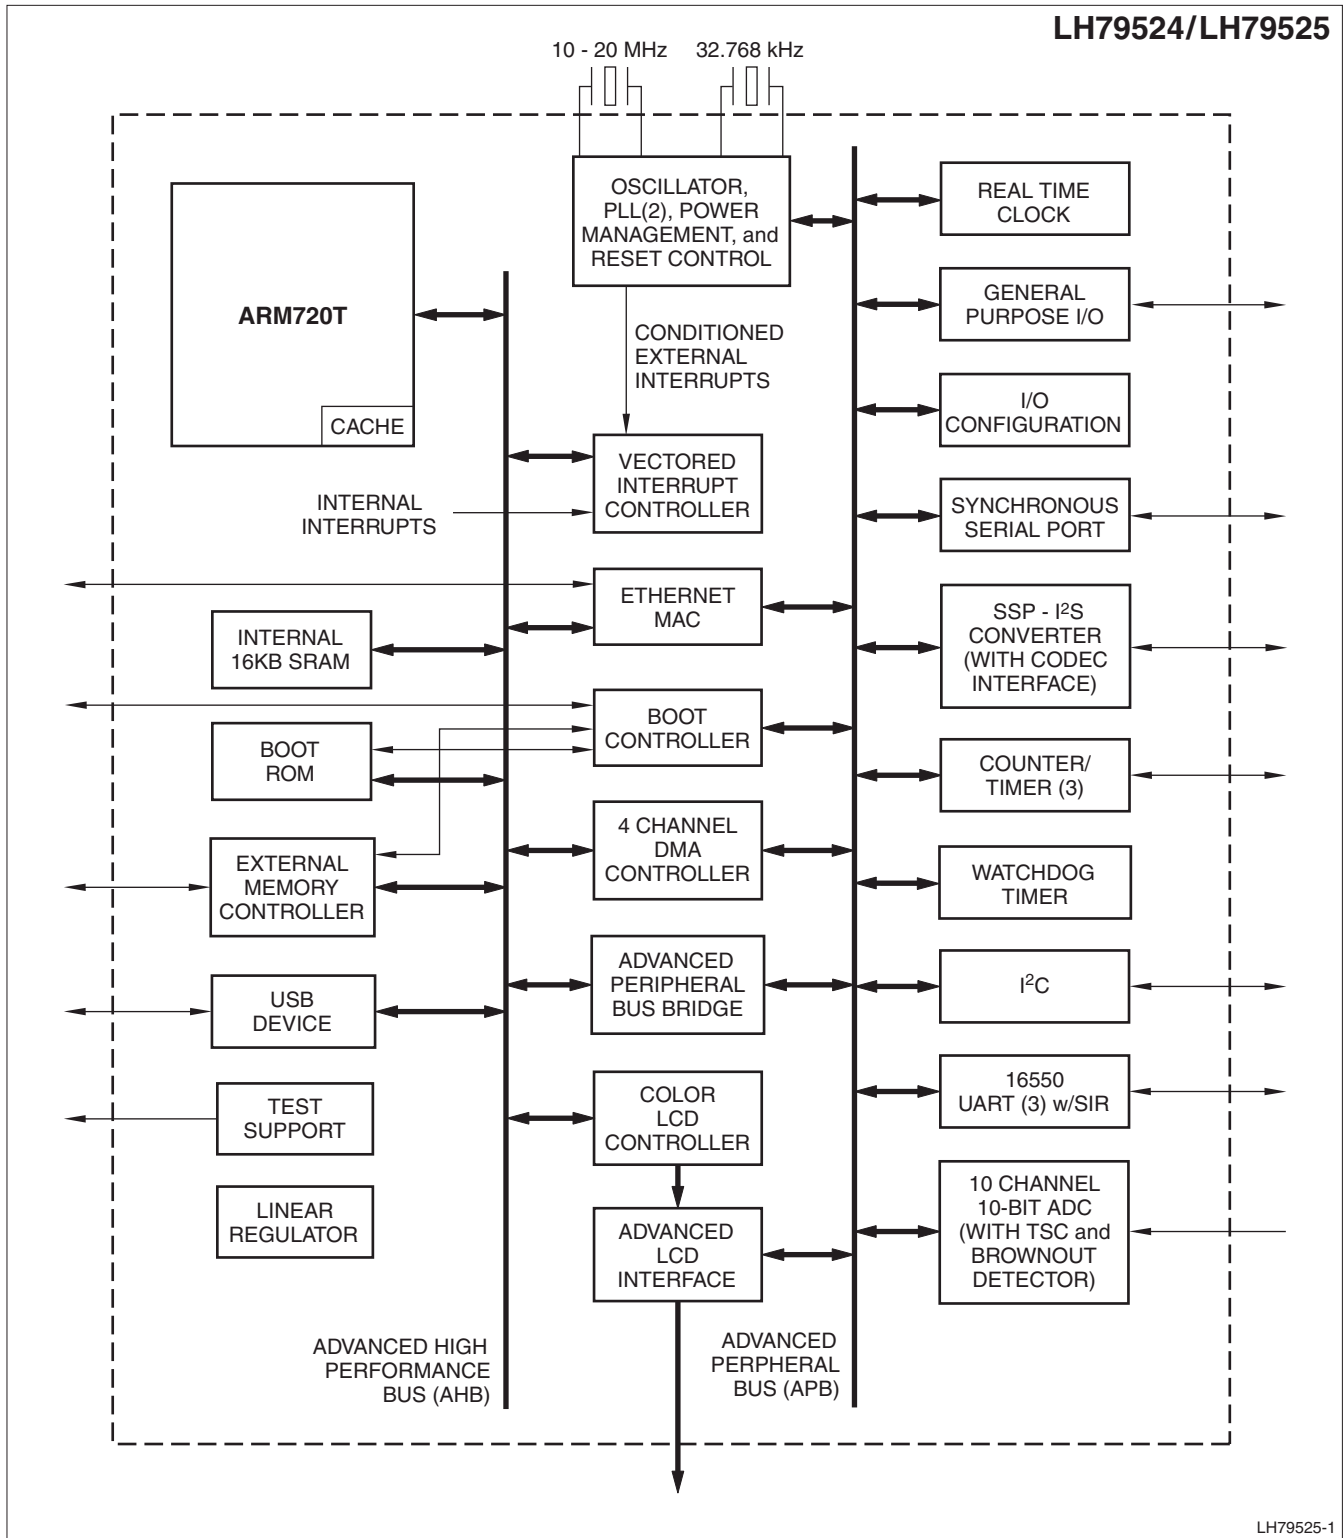 LH79524/LH79525
10 - 20 MHz
32.768 kHz
OSCILLATOR,
PLL(2), POWER
MANAGEMENT, and
RESET CONTROL
ARM720T
CACHE
CONDITIONED
EXTERNAL
INTERRUPTS
VECTORED
INTERRUPT
CONTROLLER
INTERNAL
INTERRUPTS
ETHERNET
MAC
INTERNAL
16KB SRAM
BOOT
CONTROLLER
BOOT
ROM
4 CHANNEL
DMA
CONTROLLER
EXTERNAL
MEMORY
CONTROLLER
ADVANCED
PERIPHERAL
BUS BRIDGE
USB
DEVICE
COLOR
LCD
CONTROLLER
TEST
SUPPORT
LINEAR
REGULATOR
ADVANCED
LCD
INTERFACE
ADVANCED HIGH
PERFORMANCE
BUS (AHB)
ADVANCED
PERPHERAL
BUS (APB)
REAL TIME
CLOCK
GENERAL
PURPOSE I/O
I/O
CONFIGURATION
SYNCHRONOUS
SERIAL PORT
SSP - I²S
CONVERTER
(WITH CODEC
INTERFACE)
COUNTER/
TIMER (3)
WATCHDOG
TIMER
I²C
16550
UART (3) w/SIR
10 CHANNEL
10-BIT ADC
(WITH TSC and
BROWNOUT
DETECTOR)
LH79525-1